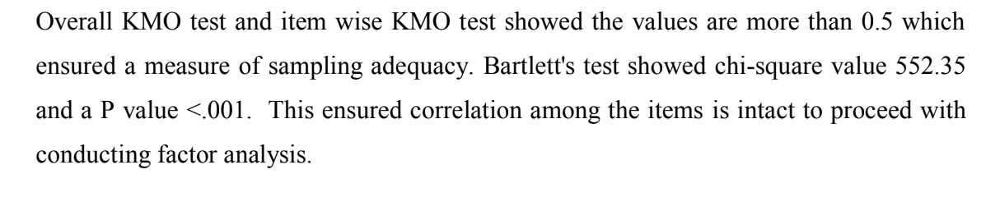 Overall KMO test and item wise KMO test showed the values are more than 0.5 which
ensured a measure of sampling adequacy. Bartlett's test showed chi-square value 552.35
and a P value <.001.  This ensured correlation among the items is intact to proceed with
conducting factor analysis.